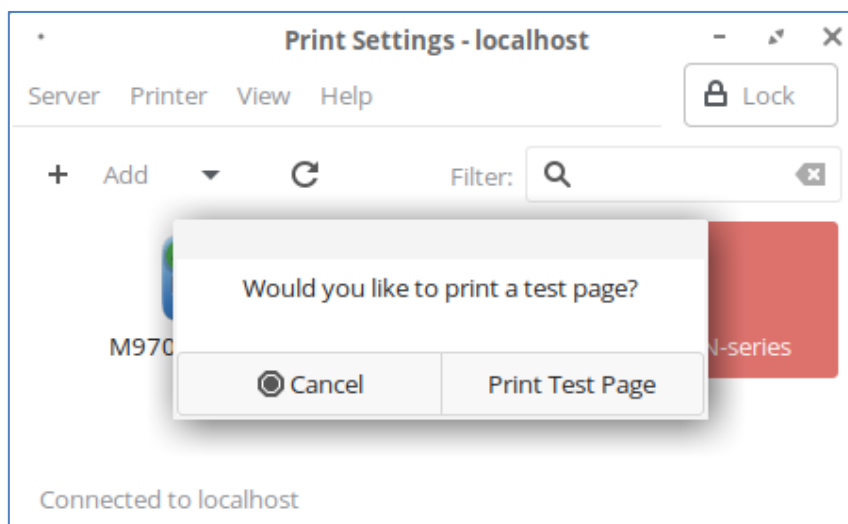 Print Settings - localhost
Server Printer View Help
Lock
Add
Filter:
Would you like to print a test page?
M970
N-series
Cancel
Print Test Page
Connected to localhost